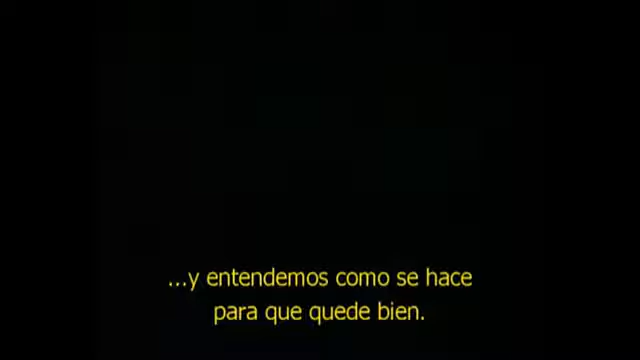 ...y entendemos como se hace
para que quede bien.